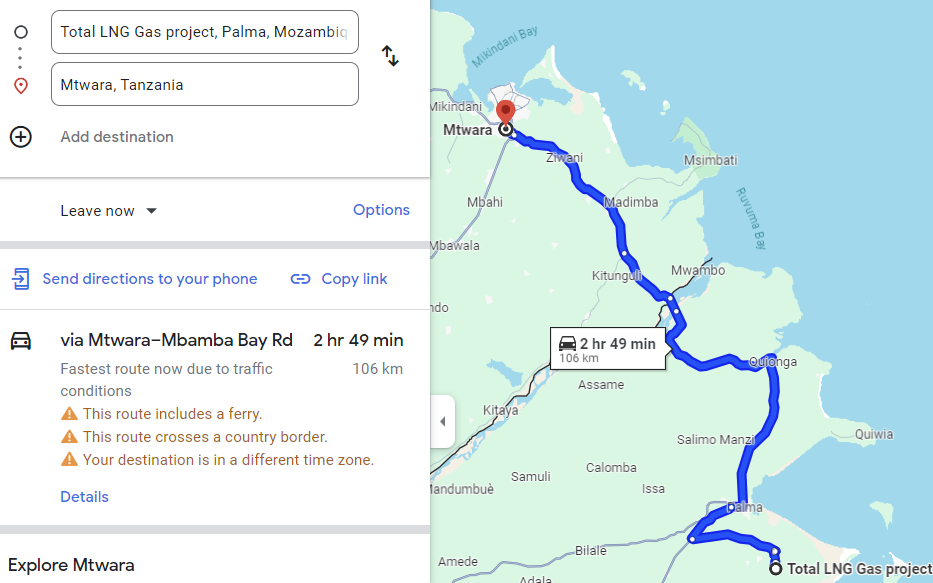 Total LNG Gas project, Palma, Mozambiq
Mtwara, Tanzania
Add destination
Leave now
Options
Send directions to your phone
Copy link
via Mtwara–Mbamba Bay Rd 2 hr 49 min
Fastest route now due to traffic 106 km
conditions
This route includes a ferry.
This route crosses a country border.
Your destination is in a different time zone.
Details
Explore Mtwara
Mikindani Bay
Mikindani
Mtwara
Ziwani
Msimbati
Mbahi
Madimba
Ruvuma Bay
Mbawala
Kitunguli
Mwambo
ndo
2 hr 49 min
106 km
Quionga
Assame
Kitaya
Salimo Manzi
Quiwia
Calomba
Samuli
Issa
Mandumbuè
Palma
Bilale
Amede
Adala
Total LNG Gas project